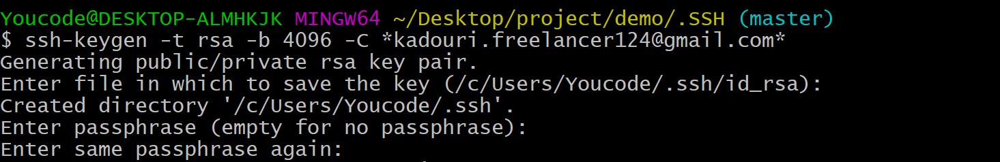 Youcode@DESKTOP-ALMHKJK MINGW64 ~/Desktop/project/demo/.SSH (master)
$ ssh-keygen -t rsa -b 4096 -C *kadouri.freelancer124@gmail.com*
Generating public/private rsa key pair.
Enter file in which to save the key (/c/Users/Youcode/.ssh/id_rsa):
Created directory '/c/Users/Youcode/.ssh'.
Enter passphrase (empty for no passphrase):
Enter same passphrase again: